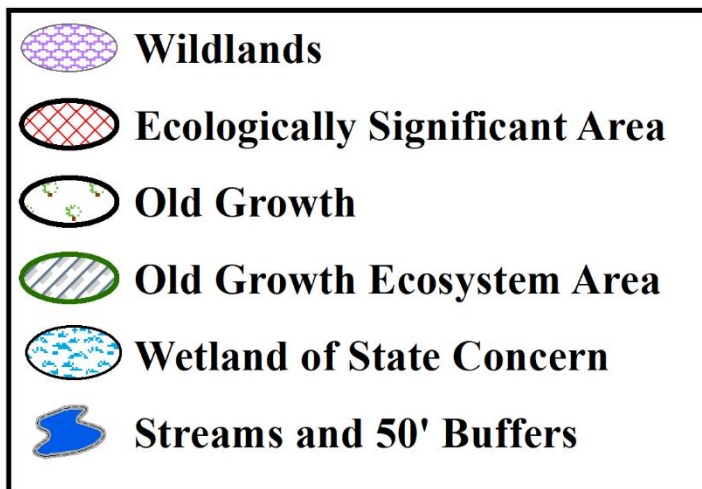 Wildlands
Ecologically Significant Area
Old Growth
Old Growth Ecosystem Area
Wetland of State Concern
Streams and 50' Buffers